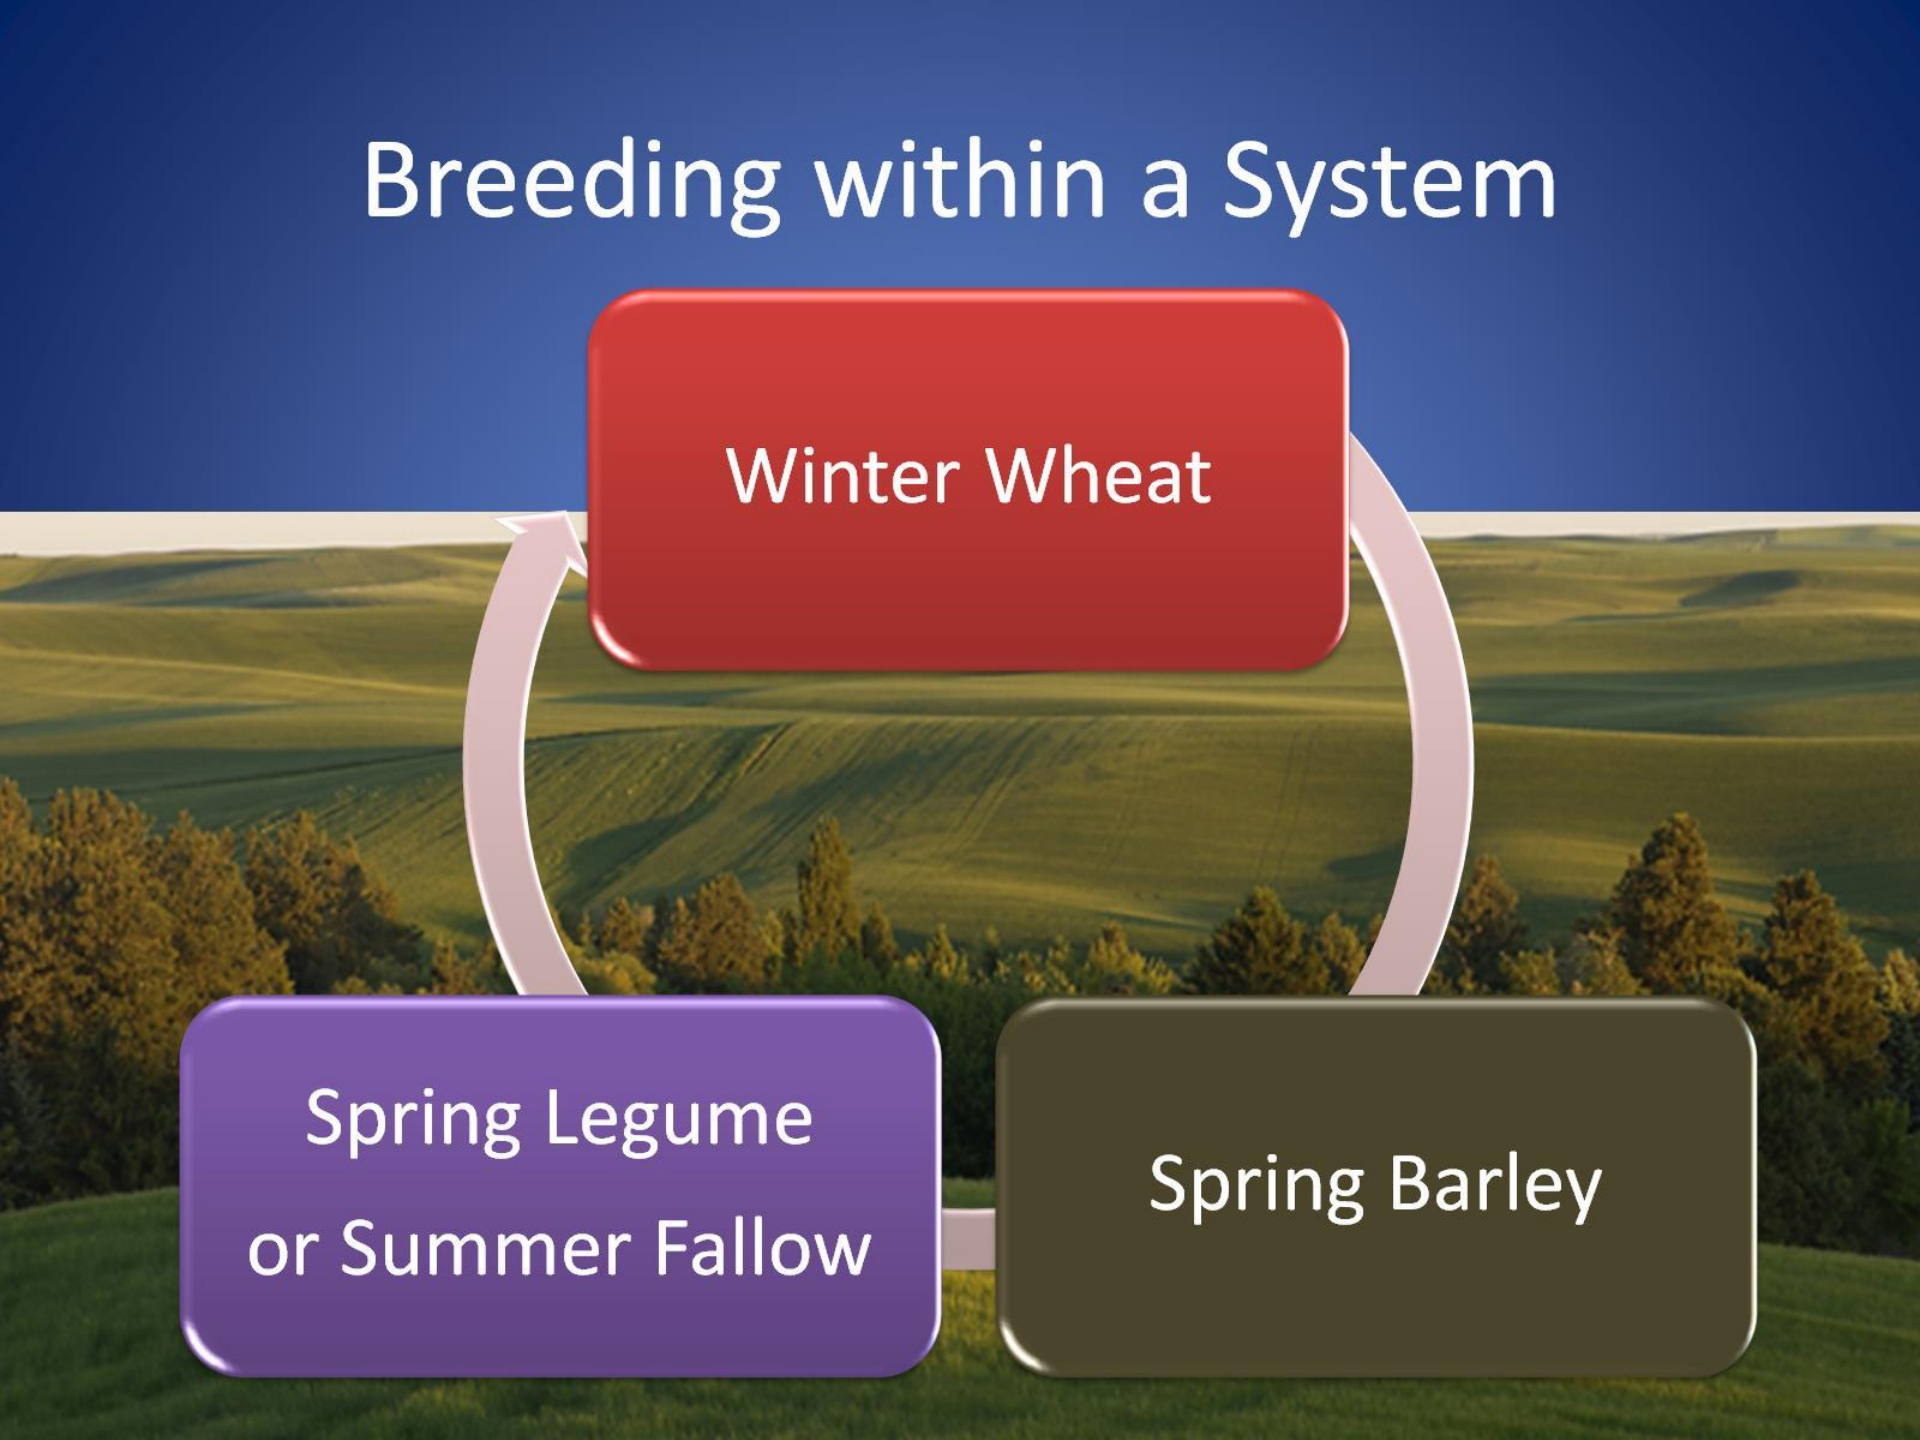 Breeding within a System
Winter Wheat
Spring Legume
or Summer Fallow
Spring Barley